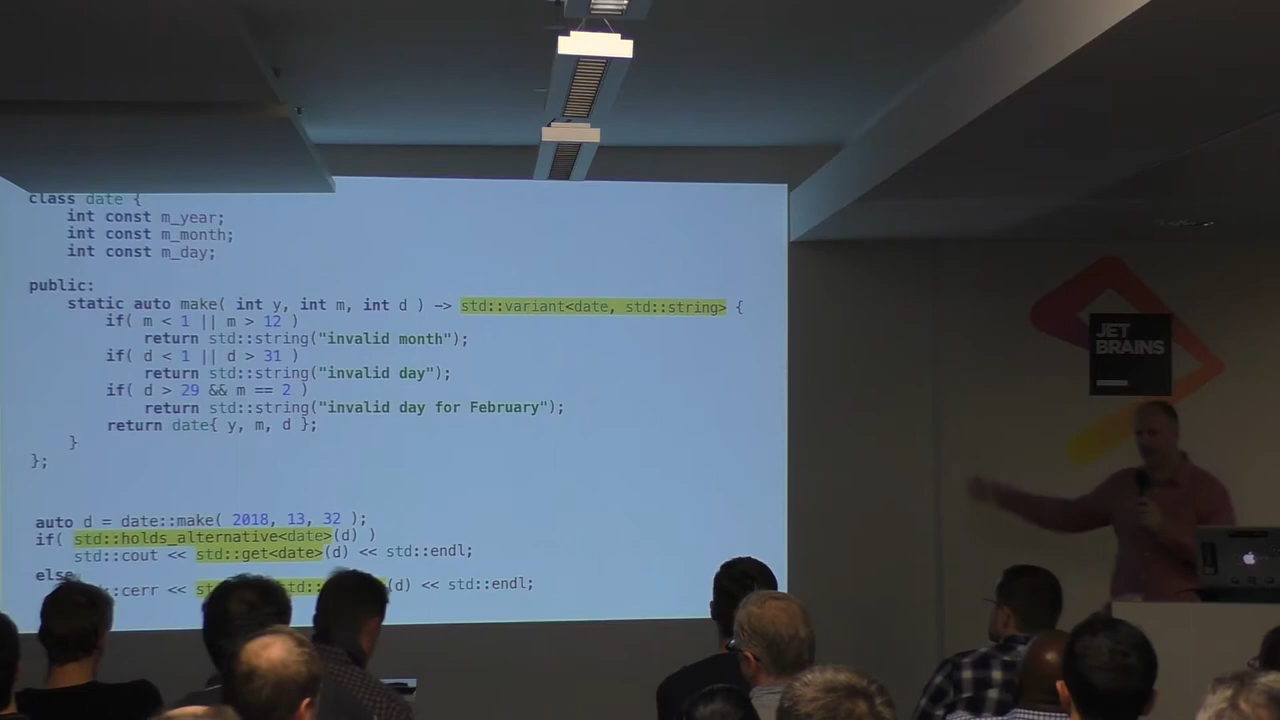 class date {
int const m_year;
int const m_month;
int const m_day;
public:
static auto make( int y, int m, int d ) -> std::variant<date, std::string> {
if( m < 1 || m > 12 )
return std::string("invalid month");
if( d < 1 || d > 31 )
return std::string("invalid day");
if( d > 29 && m == 2 )
return std::string("invalid day for February");
return date{ y, m, d };
}
};
auto d = date::make( 2018, 13, 32 );
if( std::holds_alternative<date>(d) )
std::cout << std::get<date>(d) << std::endl;
else
::cerr << (d) << std::endl;
JET
BRAINS